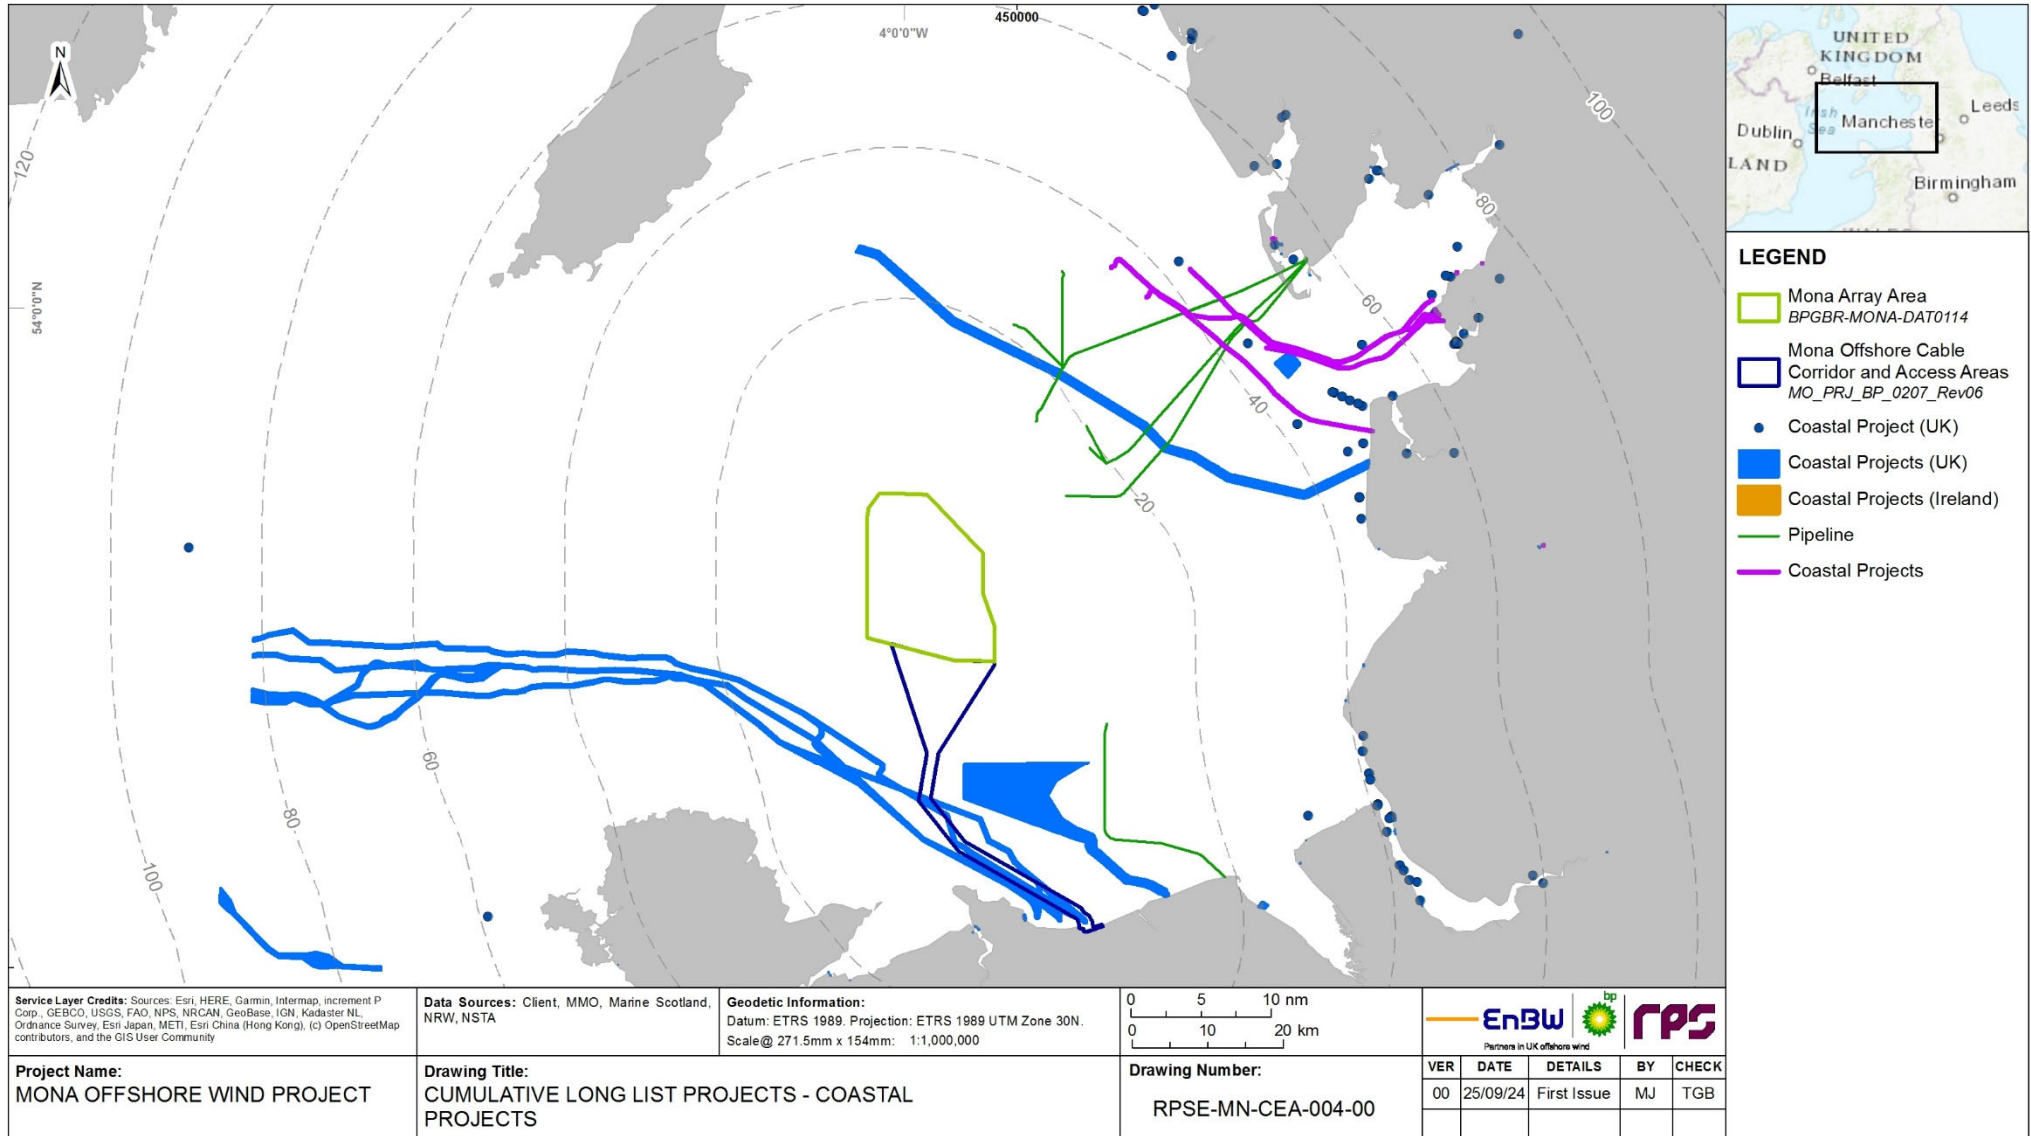 N
450000
4°0'0"W
54°0'0"N
120
100
80
60
40
20
60
80
100
UNITED
KINGDOM
Belfast
Irish
Sea
Leeds
Mancheste
Dublin
LAND
Birmingham
LEGEND
Mona Array Area
BPGBR-MONA-DAT0114
Mona Offshore Cable
Corridor and Access Areas
MO_PRJ_BP_0207_Rev06
Coastal Project (UK)
Coastal Projects (UK)
Coastal Projects (Ireland)
Pipeline
Coastal Projects
Service Layer Credits: Sources: Esri, HERE, Garmin, Intermap, increment P
Corp., GEBCO, USGS, FAO, NPS, NRCAN, GeoBase, IGN, Kadaster NL,
Ordnance Survey, Esri Japan, METI, Esri China (Hong Kong), (c) OpenStreetMap
contributors, and the GIS User Community
Data Sources: Client, MMO, Marine Scotland,
NRW, NSTA
Geodetic Information:
Datum: ETRS 1989. Projection: ETRS 1989 UTM Zone 30N.
Scale@ 271.5mm x 154mm: 1:1,000,000
0 5 10 nm
0 10 20 km
EnBW bp rps
Partners in UK offshore wind
Project Name:
MONA OFFSHORE WIND PROJECT
Drawing Title:
CUMULATIVE LONG LIST PROJECTS - COASTAL
PROJECTS
Drawing Number:
RPSE-MN-CEA-004-00
VER DATE DETAILS BY CHECK
00 25/09/24 First Issue MJ TGB